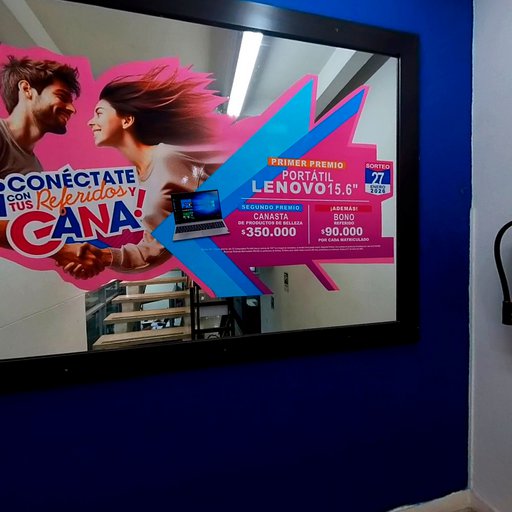 ¡CONÉCTATE
CON TUS Referidos Y
GANA!
PRIMER PREMIO
PORTÁTIL
LENOVO 15.6"
SORTEO
27
ENERO
2024
SEGUNDO PREMIO
CANASTA
DE PRODUCTOS DE BELLEZA
$350.000
¡ADEMÁS!
BONO
REFERIDO
$90.000
POR CADA MATRICULADO